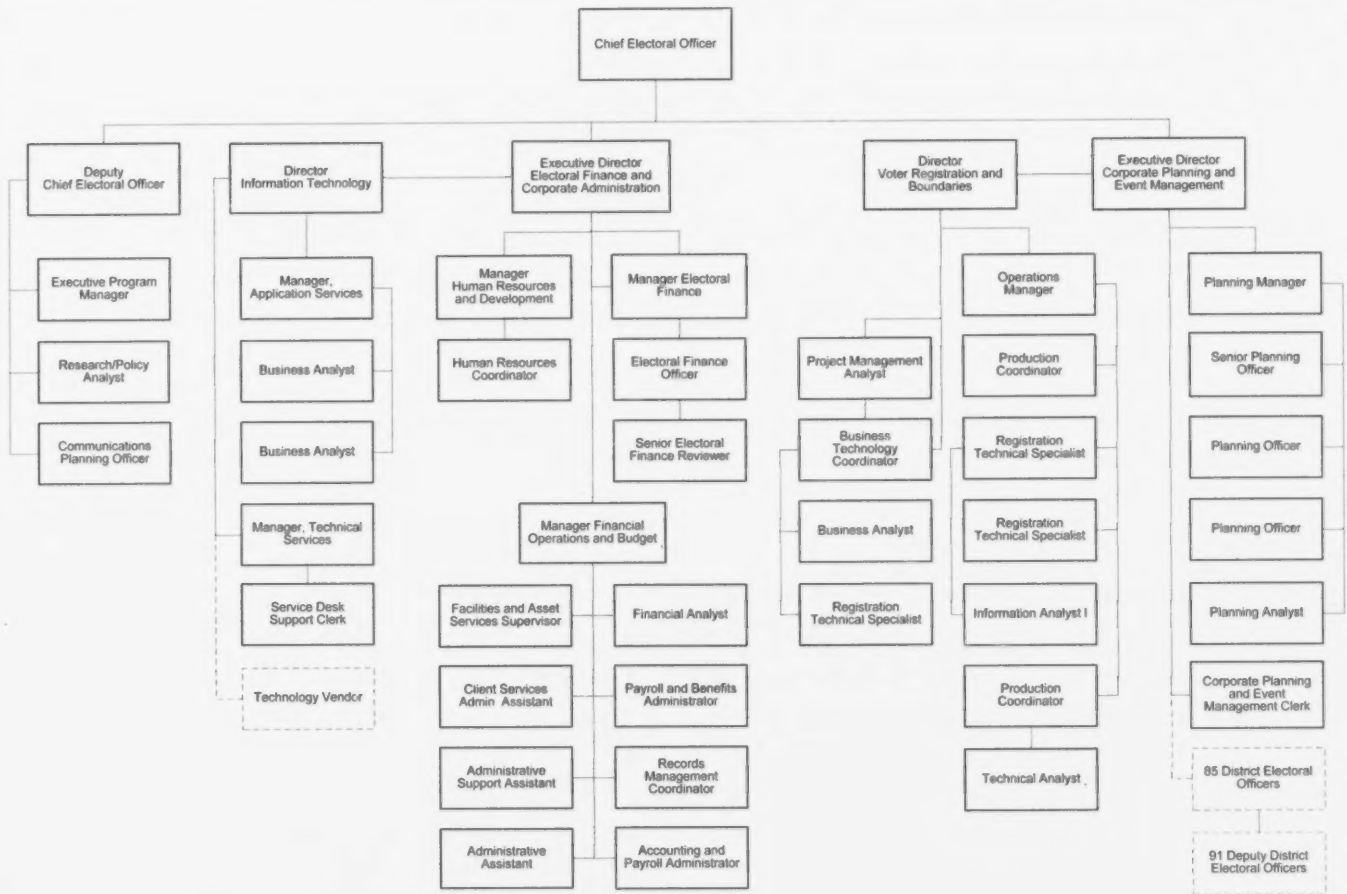 Chief Electoral Officer
Deputy
Chief Electoral Officer
Director
Information Technology
Executive Director
Electoral Finance and
Corporate Administration
Director
Voter Registration and
Boundaries
Executive Director
Corporate Planning and
Event Management
Executive Program
Manager
Research/Policy
Analyst
Communications
Planning Officer
Manager,
Application Services
Business Analyst
Business Analyst
Manager, Technical
Services
Service Desk
Support Clerk
Technology Vendor
Manager
Human Resources
and Development
Human Resources
Coordinator
Manager Electoral
Finance
Electoral Finance
Officer
Senior Electoral
Finance Reviewer
Manager Financial
Operations and Budget
Facilities and Asset
Services Supervisor
Financial Analyst
Client Services
Admin Assistant
Payroll and Benefits
Administrator
Administrative
Support Assistant
Records
Management
Coordinator
Administrative
Assistant
Accounting and
Payroll Administrator
Project Management
Analyst
Business
Technology
Coordinator
Business Analyst
Registration
Technical Specialist
Operations
Manager
Production
Coordinator
Registration
Technical Specialist
Registration
Technical Specialist
Information Analyst I
Production
Coordinator
Technical Analyst
Planning Manager
Senior Planning
Officer
Planning Officer
Planning Officer
Planning Analyst
Corporate Planning
and Event
Management Clerk
85 District Electoral
Officers
91 Deputy District
Electoral Officers